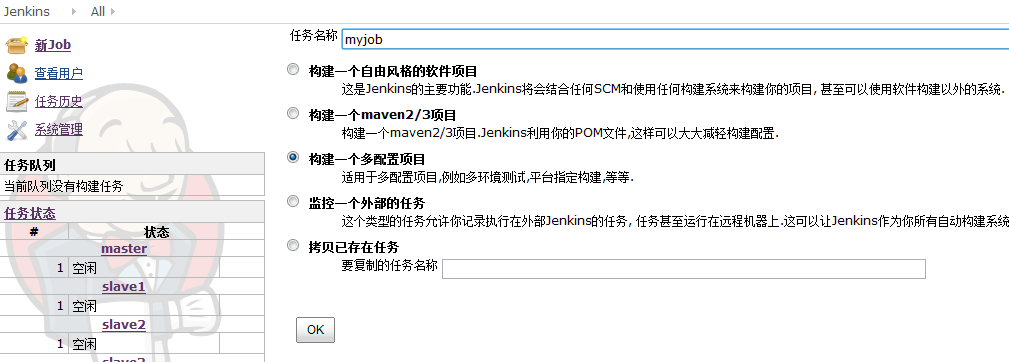 Jenkins All
新Job
查看用户
任务历史
系统管理
任务队列
当前队列没有构建任务
任务状态
# 状态
master
1 空闲
slave1
1 空闲
slave2
1 空闲
任务名称 myjob
构建一个自由风格的软件项目
这是Jenkins的主要功能.Jenkins将会结合任何SCM和使用任何构建系统来构建你的项目, 甚至可以使用软件构建以外的系统.
构建一个maven2/3项目
构建一个maven2/3项目.Jenkins利用你的POM文件,这样可以大大减轻构建配置.
构建一个多配置项目
适用于多配置项目,例如多环境测试,平台指定构建,等等.
监控一个外部的任务
这个类型的任务允许你记录执行在外部Jenkins的任务, 任务甚至运行在远程机器上.这可以让Jenkins作为你所有自动构建系统
拷贝已存在任务
要复制的任务名称
OK